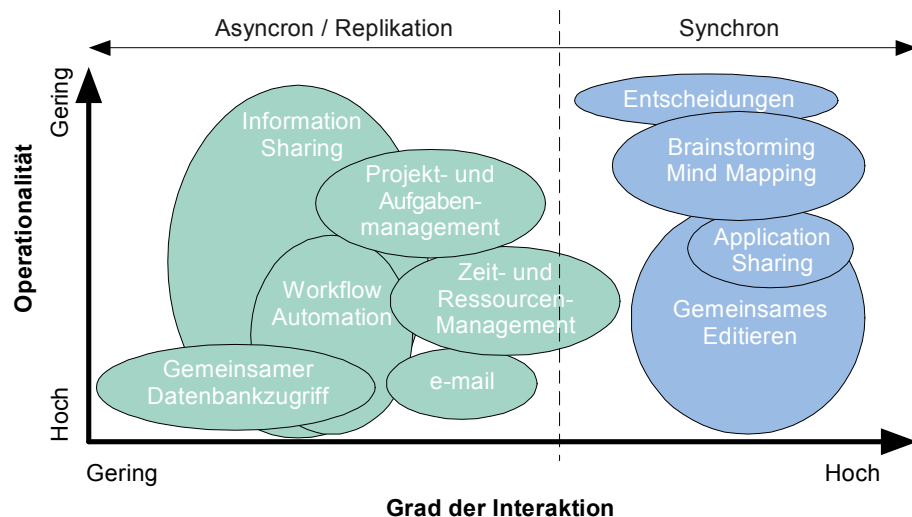 Asyncron / Replikation
Synchron
Operationalität
Gering
Hoch
Information
Sharing
Projekt- und
Aufgaben-
management
Workflow
Automation
Zeit- und
Ressourcen-
Management
Gemeinsamer
Datenbankzugriff
e-mail
Entscheidungen
Brainstorming
Mind Mapping
Application
Sharing
Gemeinsames
Editieren
Gering
Hoch
Grad der Interaktion